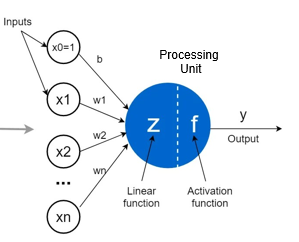 Inputs
x0=1
Processing
Unit
b
x1
w1
z
f
y
Output
x2
w2
...
wn
xn
Linear
function
Activation
function